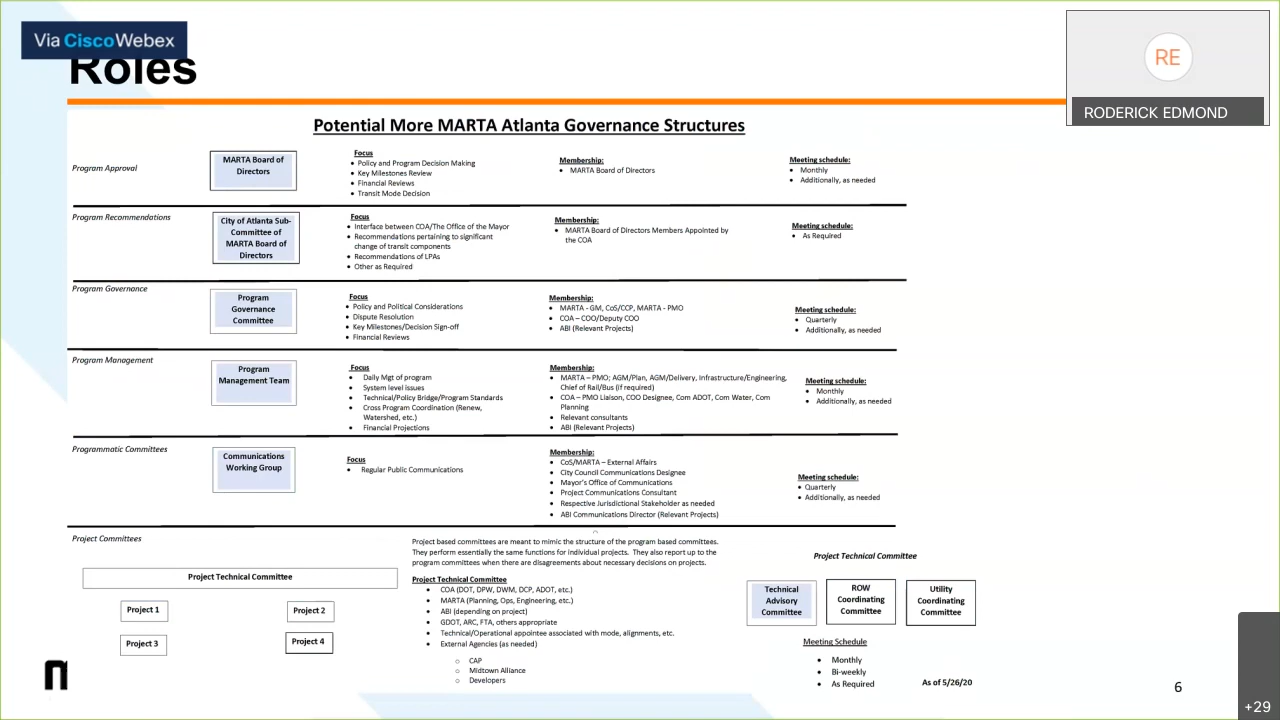 Via CiscoWebex
Roles
RE
RODERICK EDMOND
Potential More MARTA Atlanta Governance Structures
Program Approval
MARTA Board of
Directors
Focus
• Policy and Program Decision Making
• Key Milestones Review
• Financial Reviews
• Transit Mode Decision
Membership:
• MARTA Board of Directors
Meeting schedule:
• Monthly
• Additionally, as needed
Program Recommendations
City of Atlanta Sub-
Committee of
MARTA Board of
Directors
Focus
• Interface between COA/The Office of the Mayor
• Recommendations pertaining to significant
change of transit components
• Recommendations of LPAs
• Other as Required
Membership:
• MARTA Board of Directors Members Appointed by
the COA
Meeting schedule:
• As Required
Program Governance
Program
Governance
Committee
Focus
• Policy and Political Considerations
• Dispute Resolution
• Key Milestones/Decision Sign-off
• Financial Reviews
Membership:
• MARTA - GM, CoS/CCP, MARTA - PMO
• COA – COO/Deputy COO
• ABI (Relevant Projects)
Meeting schedule:
• Quarterly
• Additionally, as needed
Program Management
Program
Management Team
Focus
• Daily Mgt of program
• System level issues
• Technical/Policy Bridge/Program Standards
• Cross Program Coordination (Renew,
Watershed, etc.)
• Financial Projections
Membership:
• MARTA – PMO; AGM/Plan, AGM/Delivery, Infrastructure/Engineering,
Chief of Rail/Bus (if required)
• COA – PMO Liaison, COO Designee, Com ADOT, Com Water, Com
Planning
• Relevant consultants
• ABI (Relevant Projects)
Meeting schedule:
• Monthly
• Additionally, as needed
Programmatic Committees
Communications
Working Group
Focus
• Regular Public Communications
Membership:
• CoS/MARTA – External Affairs
• City Council Communications Designee
• Mayor's Office of Communications
• Project Communications Consultant
• Respective Jurisdictional Stakeholder as needed
• ABI Communications Director (Relevant Projects)
Meeting schedule:
• Quarterly
• Additionally, as needed
Project Committees
Project Technical Committee
Project 1
Project 2
Project 3
Project 4
Project based committees are meant to mimic the structure of the program based committees.
They perform essentially the same functions for individual projects. They also report up to the
program committees when there are disagreements about necessary decisions on projects.
Project Technical Committee
• COA (DOT, DPW, DWM, DCP, ADOT, etc.)
• MARTA (Planning, Ops, Engineering, etc.)
• ABI (depending on project)
• GDOT, ARC, FTA, others appropriate
• Technical/Operational appointee associated with mode, alignments, etc.
• External Agencies (as needed)
o CAP
o Midtown Alliance
o Developers
Project Technical Committee
Technical
Advisory
Committee
ROW
Coordinating
Committee
Utility
Coordinating
Committee
Meeting Schedule
• Monthly
• Bi-weekly
• As Required
As of 5/26/20
6
+29